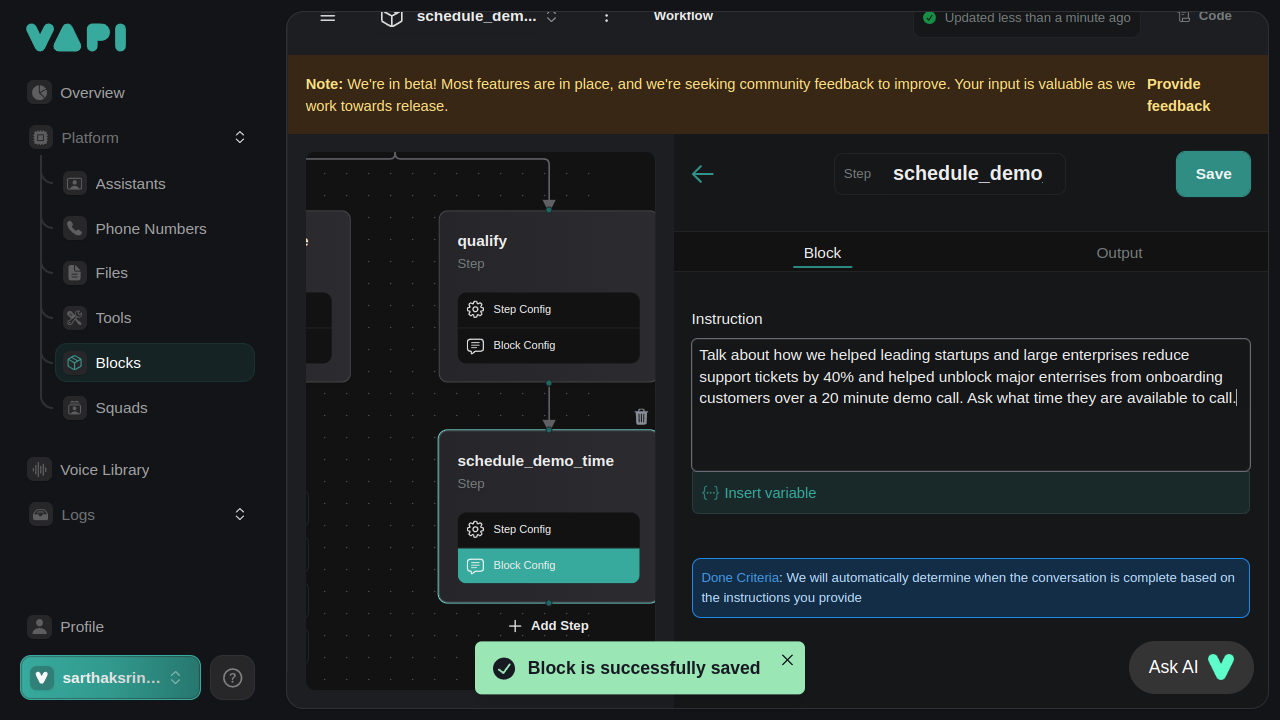 VAPI
schedule_dem...
Workflow
Updated less than a minute ago
Code
Note: We're in beta! Most features are in place, and we're seeking community feedback to improve. Your input is valuable as we
work towards release.
Provide
feedback
Overview
Platform
Assistants
Phone Numbers
Files
Tools
Blocks
Squads
Voice Library
Logs
Profile
sarthaksrin...
qualify
Step
Step Config
Block Config
schedule_demo_time
Step
Step Config
Block Config
Add Step
Step
schedule_demo
Save
Block
Output
Instruction
Talk about how we helped leading startups and large enterprises reduce
support tickets by 40% and helped unblock major enterrises from onboarding
customers over a 20 minute demo call. Ask what time they are available to call.
Insert variable
Done Criteria: We will automatically determine when the conversation is complete based on
the instructions you provide
Block is successfully saved
Ask AI